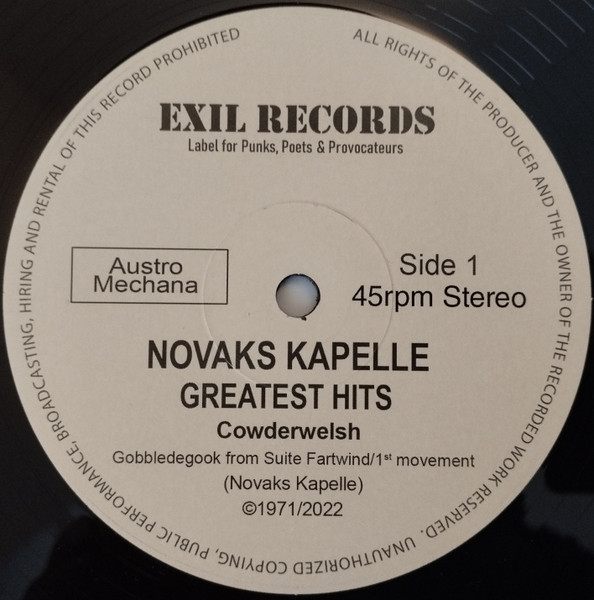 ALL RIGHTS OF THE PRODUCER AND THE OWNER OF THE RECORDED WORK RESERVED. UNAUTHORIZED COPYING, PUBLIC PERFORMANCE, BROADCASTING, HIRING AND RENTAL OF THIS RECORD PROHIBITED
EXIL RECORDS
Label for Punks, Poets & Provocateurs
Austro
Mechana
Side 1
45rpm Stereo
NOVAKS KAPELLE
GREATEST HITS
Cowderwelsh
Gobbledegook from Suite Fartwind/1st movement
(Novaks Kapelle)
©1971/2022